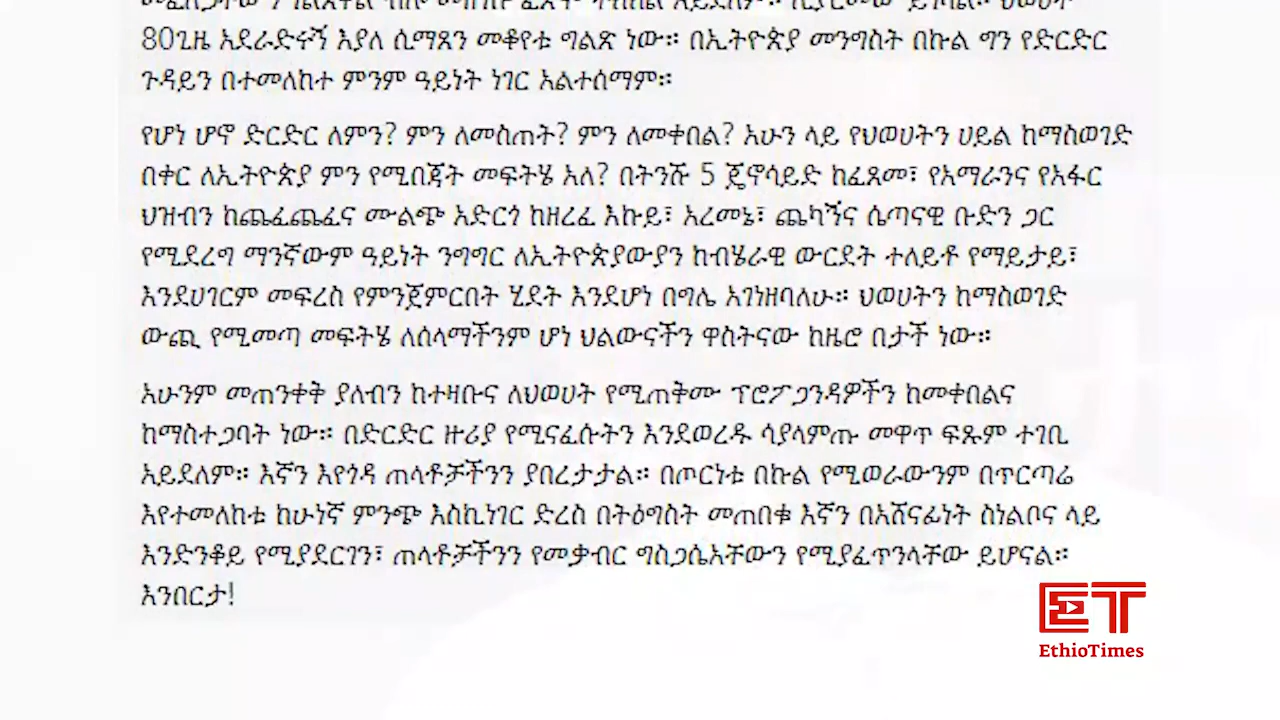 80ጊዜ አደራድሩኝ እያለ ሲማጸን መቆየቱ ግልጽ ነው። በኢትዮጵያ መንግስት በኩል ግን የድርድር
ጉዳይን በተመለከተ ምንም ዓይነት ነገር አልተሰማም።
የሆነ ሆኖ ድርድር ለምን? ምን ለመስጠት? ምን ለመቀበል? አሁን ላይ የህወሀትን ሀይል ከማስወገድ
በቀር ለኢትዮጵያ ምን የሚበጃት መፍትሄ አለ? በትንሹ 5 ጄኖሳይድ ከፈጸመ፣ የአማራንና የአፋር
ህዝብን ከጨፈጨፈና ሙልጭ አድርጎ ከዘረፈ እኩይ፣ አረመኔ፣ ጨካኝና ሴጣናዊ ቡድን ጋር
የሚደረግ ማንኛውም ዓይነት ንግግር ለኢትዮጵያውያን ከብሄራዊ ውርደት ተለይቶ የማይታይ፣
እንደሀገርም መፍረስ የምንጀምርበት ሂደት እንደሆነ በግሌ አገነዘባለሁ። ህወሀትን ከማስወገድ
ውጪ የሚመጣ መፍትሄ ለሰላማችንም ሆነ ህልውናችን ዋስትናው ከዜሮ በታች ነው።
አሁንም መጠንቀቅ ያለብን ከተዛቡና ለህወሀት የሚጠቅሙ ፕሮፖጋንዳዎችን ከመቀበልና
ከማስተጋባት ነው። በድርድር ዙሪያ የሚናፈሱትን እንደወረዱ ሳያላምጡ መዋጥ ፍጹም ተገቢ
አይደለም። እኛን እየጎዳ ጠላቶቻችንን ያበረታታል። በጦርነቱ በኩል የሚወራውንም በጥርጣሬ
እየተመለከቱ ከሁነኛ ምንጭ እስኪነገር ድረስ በትዕግስት መጠበቁ እኛን በአሸናፊነት ስነልቦና ላይ
እንድንቆይ የሚያደርገን፣ ጠላቶቻችንን የመቃብር ግስጋሴአቸውን የሚያፈጥንላቸው ይሆናል።
እንበርታ!
ET
EthioTimes